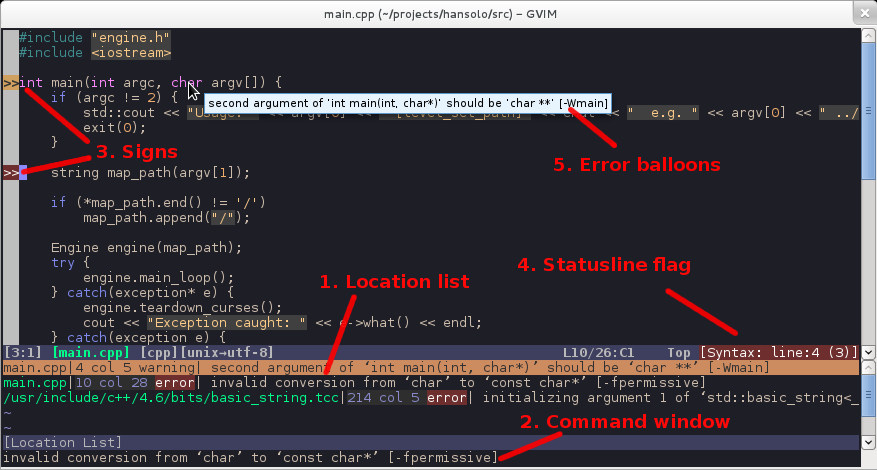 main.cpp (~/projects/hansolo/src) – GVIM
#include "engine.h"
#include <iostream>
>>int main(int argc, char argv[]) {
if (argc != 2) {
second argument of 'int main(int, char*)' should be 'char **' [-Wmain]
std::cout << << argv[0] << << << " e.g. " << argv[0] << " ../
exit(0);
}
3. Signs
5. Error balloons
>> string map_path(argv[1]);
if (*map_path.end() != '/')
map_path.append("/");
Engine engine(map_path);
try {
4. Statusline flag
engine.main_loop();
1. Location list
} catch(exception* e) {
engine.teardown_curses();
cout << "Exception caught: " << e->what() << endl;
} catch(exception e) {
[3:1] [main.cpp] [cpp][unix→utf-8] L10/26:C1 Top [Syntax: line:4 (3)]
main.cpp|4 col 5 warning| second argument of ‘int main(int, char*)’ should be ‘char **’ [-Wmain]
main.cpp|10 col 28 error| invalid conversion from ‘char’ to ‘const char*’ [-fpermissive]
/usr/include/c++/4.6/bits/basic_string.tcc|214 col 5 error| initializing argument 1 of ‘std::basic_string<_
~
2. Command window
~
[Location List]
invalid conversion from ‘char’ to ‘const char*’ [-fpermissive]